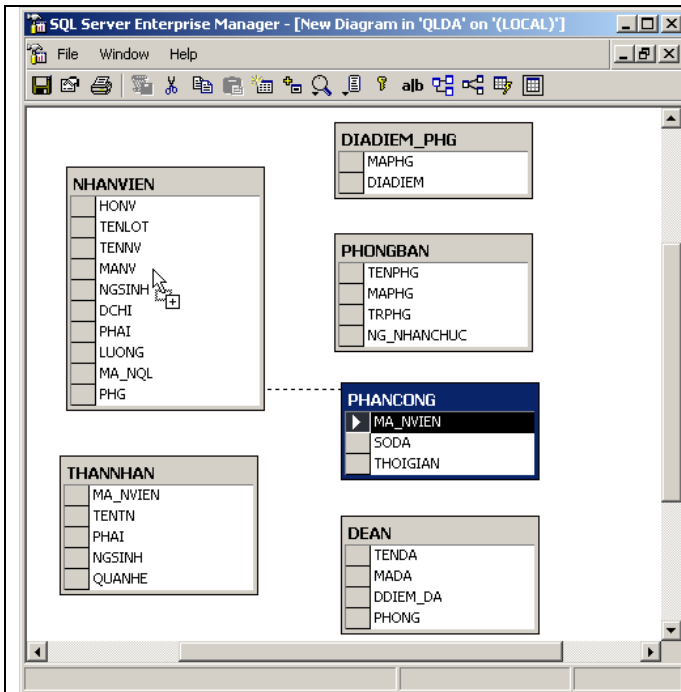 SQL Server Enterprise Manager - [New Diagram in 'QLDA' on '(LOCAL)']
File Window Help
ab
NHANVIEN
HONV
TENLOT
TENNV
MANV
NGSINH
DCHI
PHAI
LUONG
MA_NQL
PHG
DIADIEM_PHG
MAPHG
DIADIEM
PHONGBAN
TENPHG
MAPHG
TRPHG
NG_NHANCHUC
PHANCONG
MA_NVIEN
SODA
THOIGIAN
THANNHAN
MA_NVIEN
TENTN
PHAI
NGSINH
QUANHE
DEAN
TENDA
MADA
DDIEM_DA
PHONG